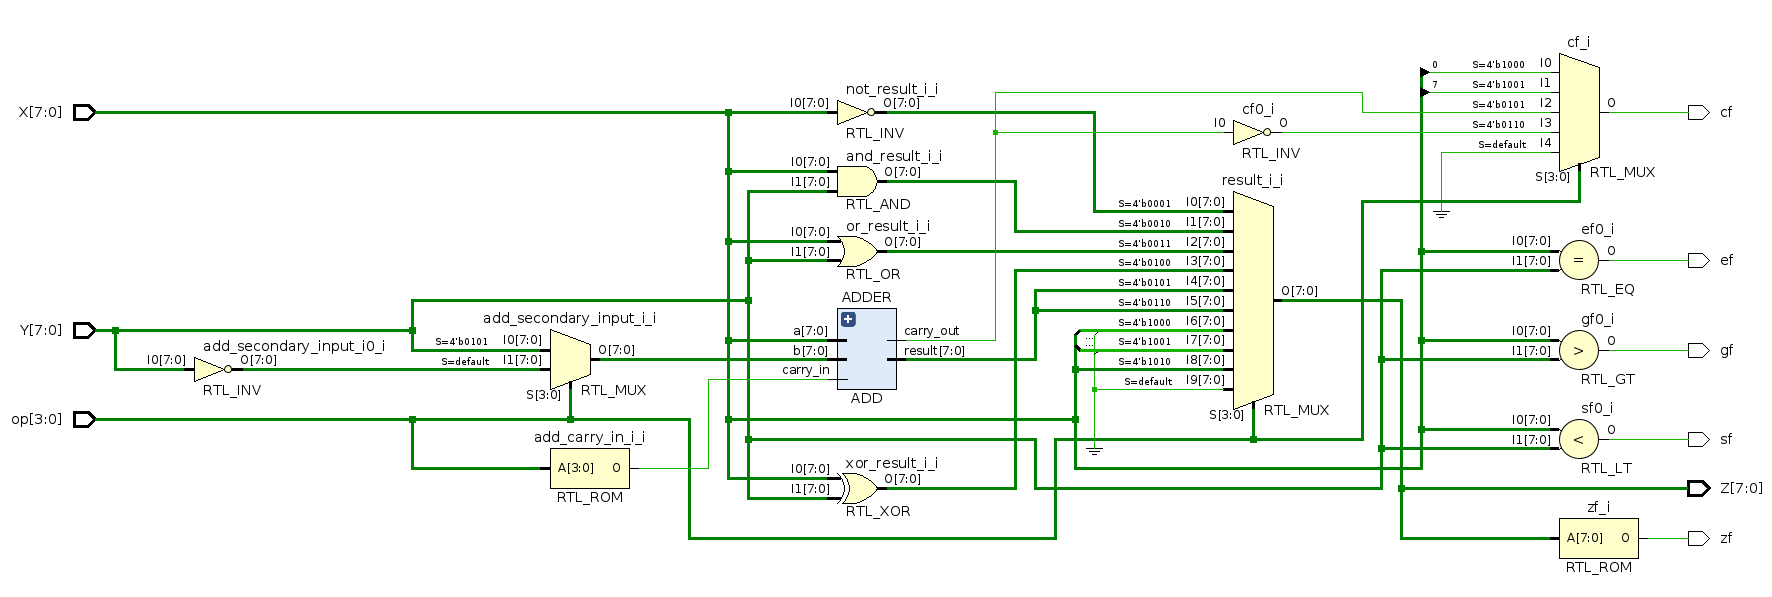 X[7:0]
Y[7:0]
op[3:0]
add_secondary_input_i0_i
I0[7:0]
O[7:0]
RTL_INV
add_secondary_input_i_i
S=4'b0101 I0[7:0]
S=default I1[7:0]
O[7:0]
S[3:0]
RTL_MUX
add_carry_in_i_i
A[3:0] O
RTL_ROM
not_result_i_i
I0[7:0]
O[7:0]
RTL_INV
and_result_i_i
I0[7:0]
I1[7:0]
O[7:0]
RTL_AND
or_result_i_i
I0[7:0]
I1[7:0]
O[7:0]
RTL_OR
ADDER
a[7:0]
b[7:0]
carry_in
carry_out
result[7:0]
ADD
xor_result_i_i
I0[7:0]
I1[7:0]
O[7:0]
RTL_XOR
cf0_i
I0
O
RTL_INV
result_i_i
S=4'b0001 I0[7:0]
S=4'b0010 I1[7:0]
S=4'b0011 I2[7:0]
S=4'b0100 I3[7:0]
S=4'b0101 I4[7:0]
S=4'b0110 I5[7:0]
S=4'b1000 I6[7:0]
S=4'b1001 I7[7:0]
S=4'b1010 I8[7:0]
S=default I9[7:0]
O[7:0]
S[3:0]
RTL_MUX
cf_i
0 S=4'b1000 I0
7 S=4'b1001 I1
S=4'b0101 I2
S=4'b0110 I3
S=default I4
O
S[3:0]
RTL_MUX
cf
ef0_i
I0[7:0]
I1[7:0]
=
O
RTL_EQ
ef
gf0_i
I0[7:0]
I1[7:0]
>
O
RTL_GT
gf
sf0_i
I0[7:0]
I1[7:0]
<
O
RTL_LT
sf
Z[7:0]
zf_i
A[7:0] O
RTL_ROM
zf